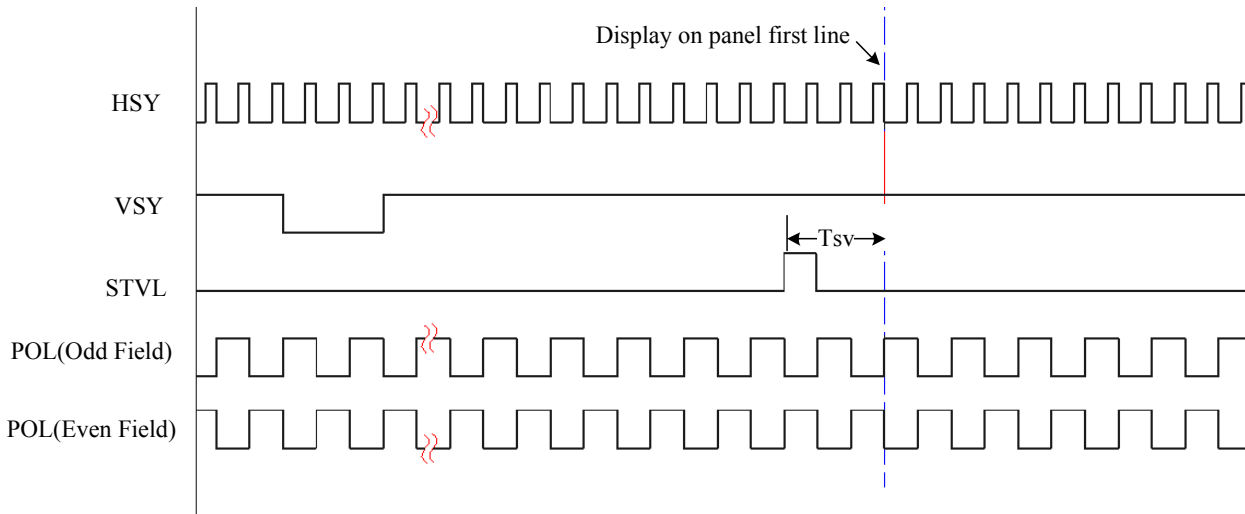 Display on panel first line
HSY
VSY
Tsv
STVL
POL(Odd Field)
POL(Even Field)